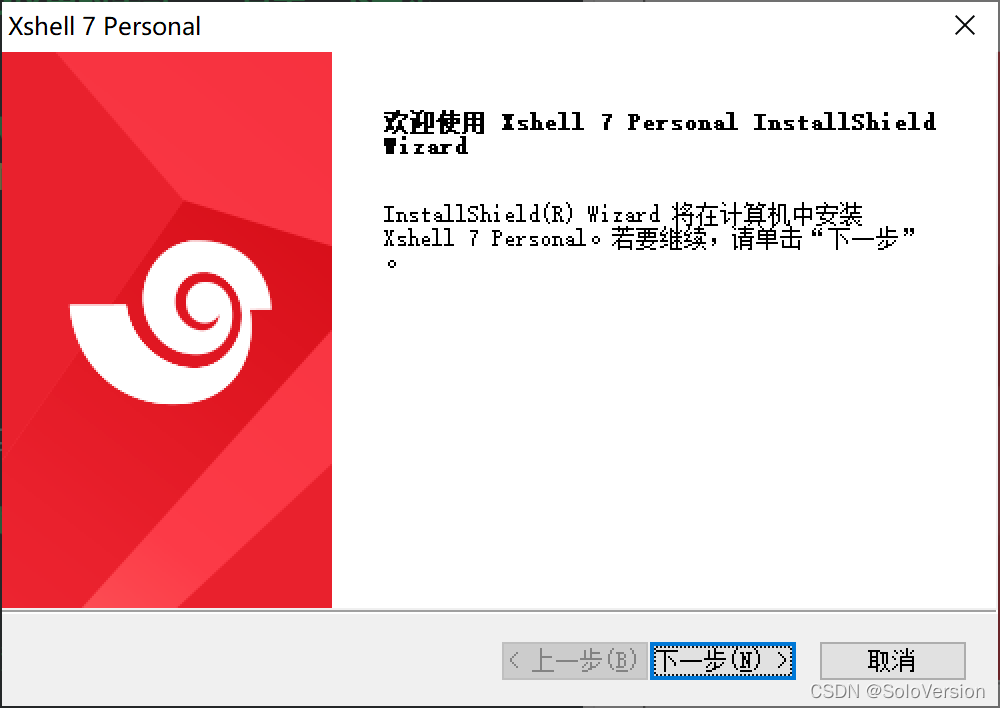 Xshell 7 Personal
欢迎使用 Xshell 7 Personal InstallShield
Wizard
InstallShield(R) Wizard 将在计算机中安装
Xshell 7 Personal。若要继续，请单击“下一步”
。
< 上一步(B)
下一步(N) >
取消
CSDN @SoloVersion